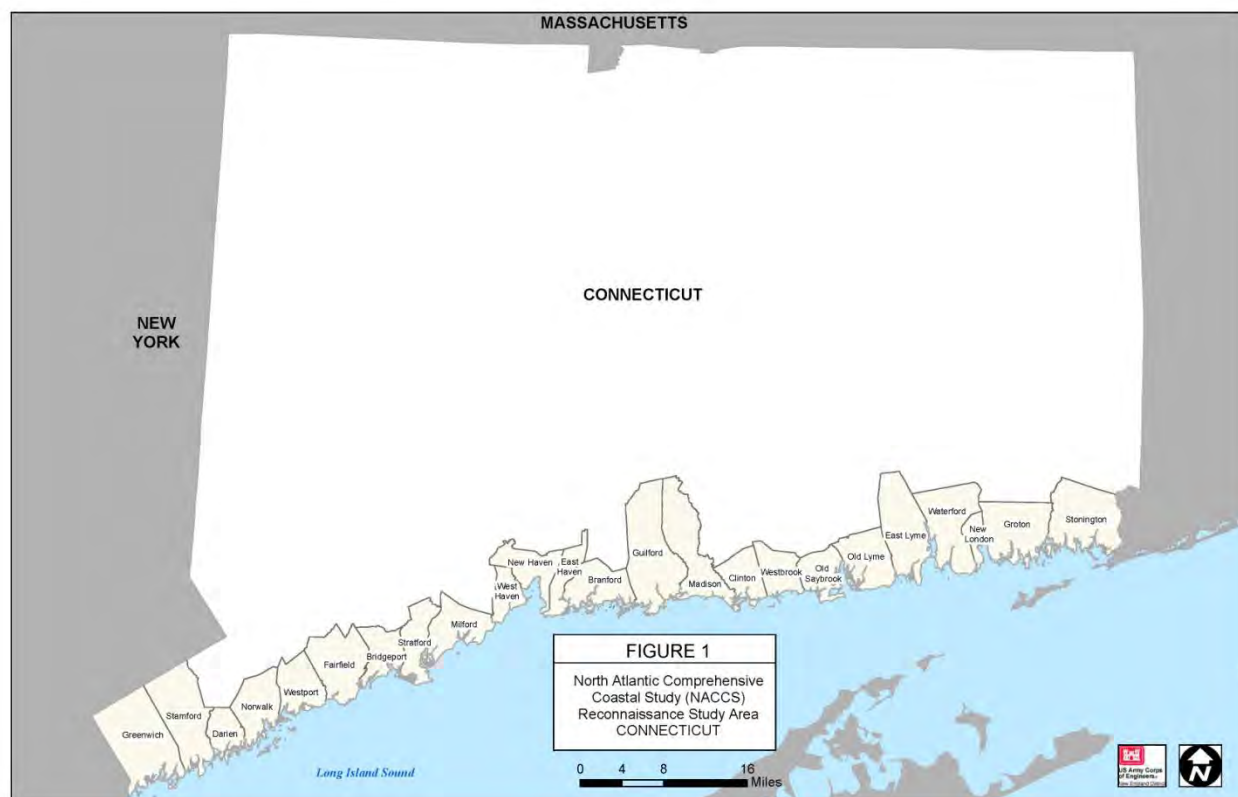 MASSACHUSETTS
CONNECTICUT
NEW
YORK
Waterford
East Lyme
New
London
Groton
Stonington
Guilford
Old Lyme
Old
Saybrook
Westbrook
Clinton
Madison
New Haven
East
Haven
Branford
West
Haven
Milford
Stratford
Bridgeport
Fairfield
Westport
Norwalk
Stamford
Darien
Greenwich
FIGURE 1
North Atlantic Comprehensive
Coastal Study (NACCS)
Reconnaissance Study Area
CONNECTICUT
Long Island Sound
0 4 8 16
Miles
US Army Corps
of Engineers®
New England District
N